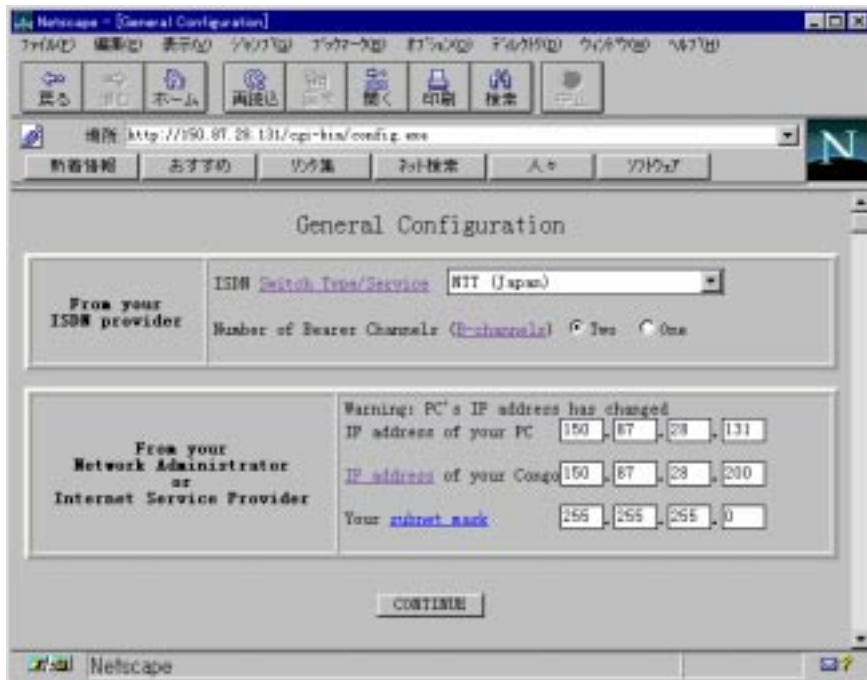 Netscape - [General Configuration]
ファイル(F) 編集(E) 表示(V) ジャンプ(G) ブックマーク(B) オプション(O) ディレクトリ(D) ウィンドウ(W) ヘルプ(H)
戻る ホーム 再読込 開く 印刷 検索 中止
場所 http://150.87.28.131/cgi-bin/config.exe
新着情報 おすすめ リンク集 ネット検索 人々 ソフトウェア
General Configuration
From your
ISDN provider
ISDN Switch Type/Service NTT (Japan)
Number of Bearer Channels (B-channels) Two One
From your
Network Administrator
or
Internet Service Provider
Warning: PC's IP address has changed
IP address of your PC 150 . 87 . 28 . 131
IP address of your Congo 150 . 87 . 28 . 200
Your subnet mask 255 . 255 . 255 . 0
CONTINUE
Netscape